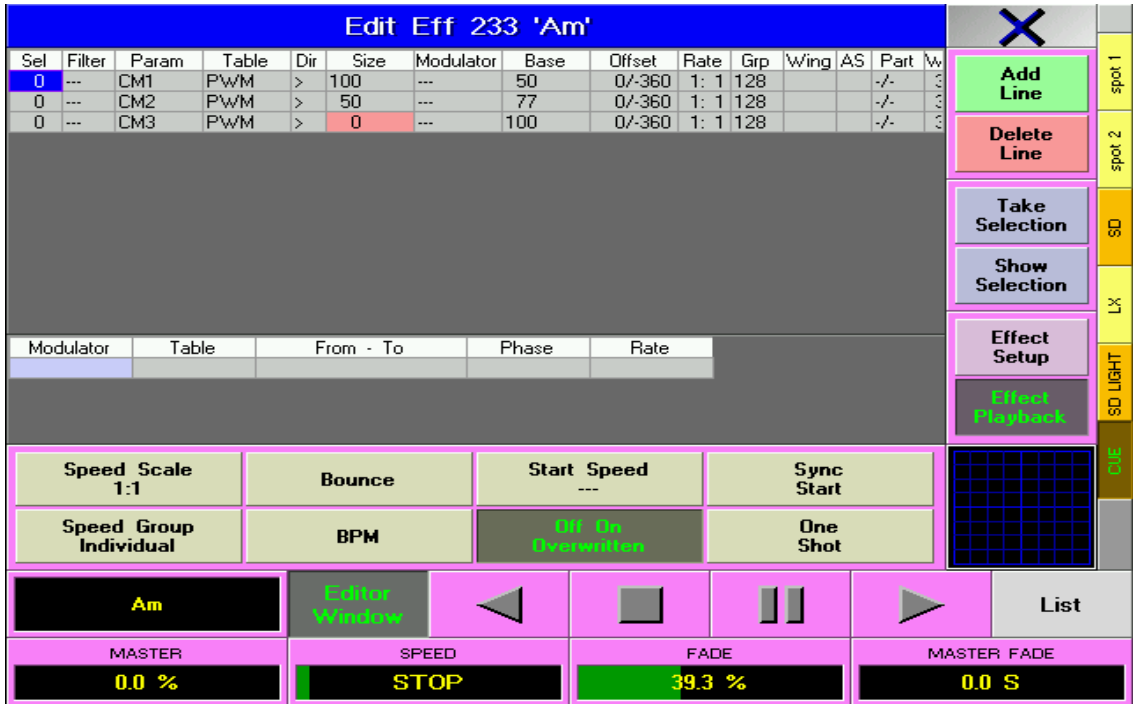 Edit Eff 233 'Am'
Sel Filter Param Table Dir Size Modulator Base Offset Rate Grp Wing AS Part
0 --- CM1 PWM > 100 --- 50 0/-360 1: 1 128 -/-
0 --- CM2 PWM > 50 --- 77 0/-360 1: 1 128 -/-
0 --- CM3 PWM > 0 --- 100 0/-360 1: 1 128 -/-
Add
Line
Delete
Line
Take
Selection
Show
Selection
Effect
Setup
Effect
Playback
spot 1
spot 2
SD
LX
SD LIGHT
CUE
Modulator Table From - To Phase Rate
Speed Scale
1:1
Bounce
Start Speed
---
Sync
Start
Speed Group
Individual
BPM
Off On
Overwritten
One
Shot
Am
Editor
Window
List
MASTER SPEED FADE MASTER FADE
0.0 % STOP 39.3 % 0.0 S